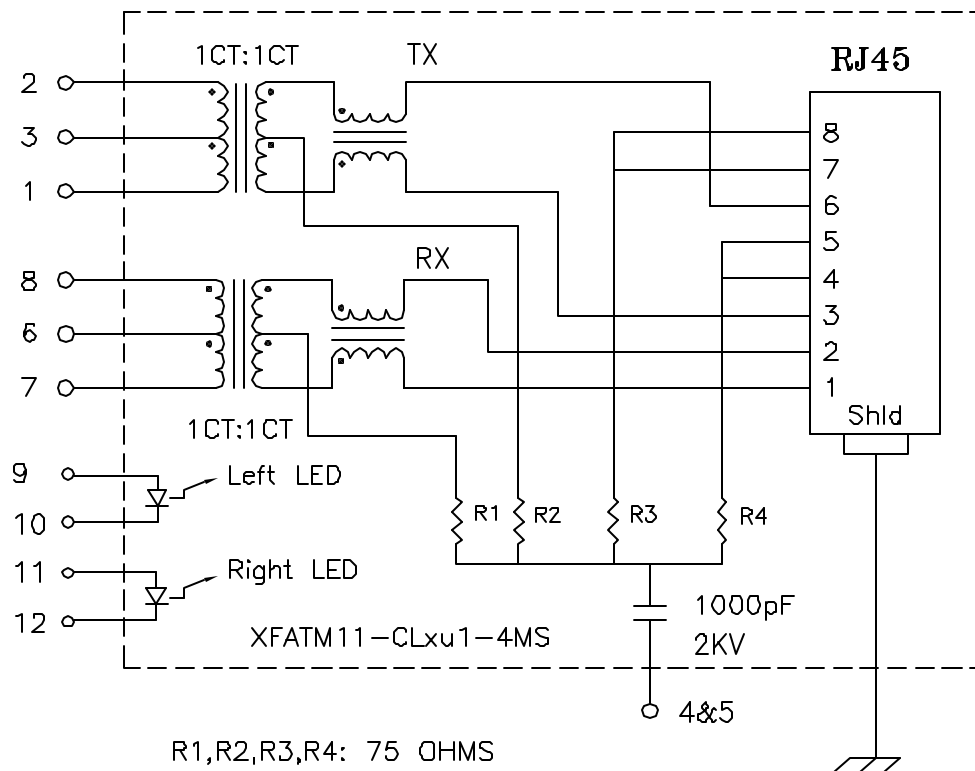 1CT:1CT
TX
RJ45
2
3
1
8
7
6
5
4
3
2
1
Shld
RX
8
6
7
1CT:1CT
9
Left LED
10
11
Right LED
12
R1
R2
R3
R4
1000pF
2KV
XFATM11-CLxu1-4MS
4&5
R1,R2,R3,R4: 75 OHMS